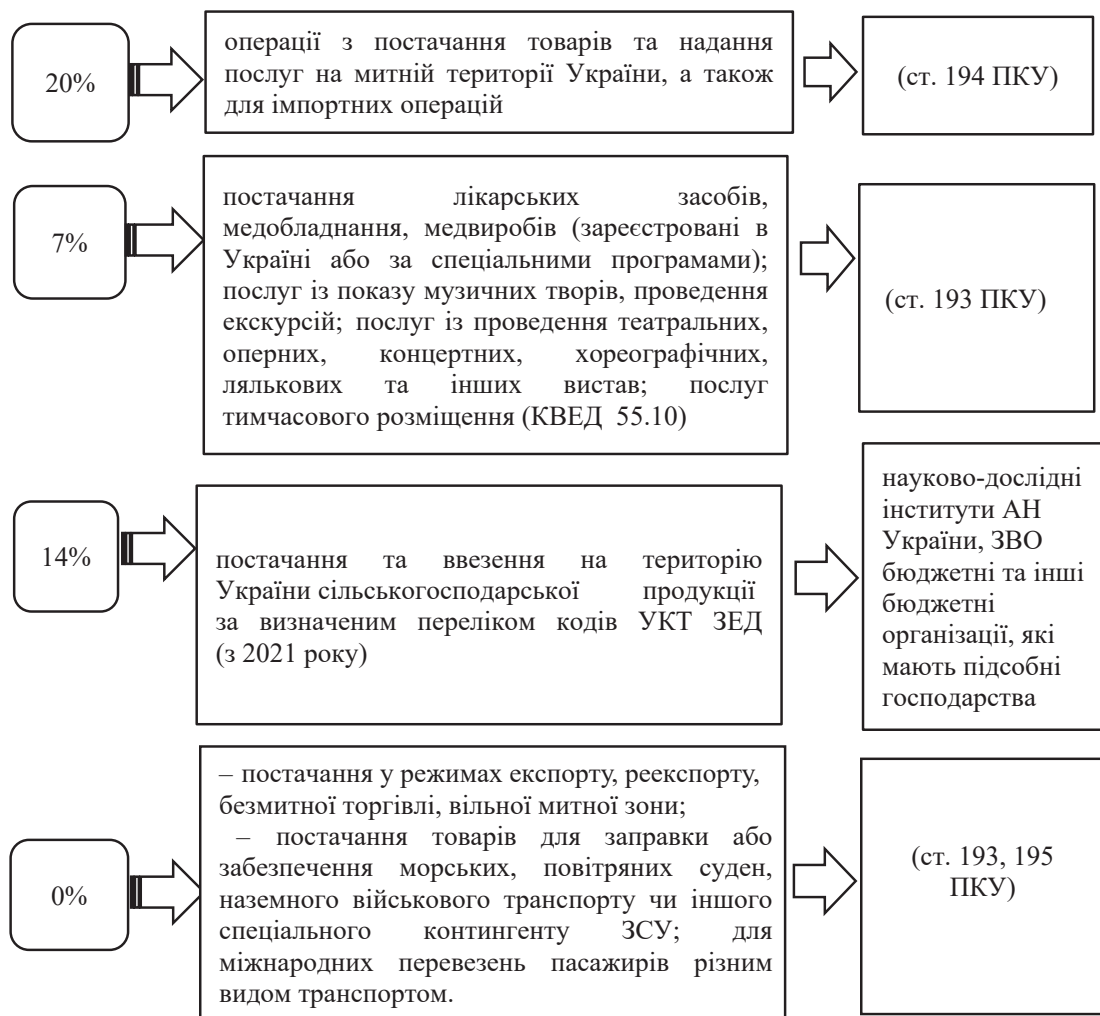 20%
операції з постачання товарів та надання
послуг на митній території України, а також
для імпортних операцій
(ст. 194 ПКУ)
7%
постачання лікарських засобів,
медобладнання, медвиробів (зареєстровані в
Україні або за спеціальними програмами);
послуг із показу музичних творів, проведення
екскурсій; послуг із проведення театральних,
оперних, концертних, хореографічних,
лялькових та інших вистав; послуг
тимчасового розміщення (КВЕД 55.10)
(ст. 193 ПКУ)
14%
постачання та ввезення на територію
України сільськогосподарської продукції
за визначеним переліком кодів УКТ ЗЕД
(з 2021 року)
науково-дослідні
інститути АН
України, ЗВО
бюджетні та інші
бюджетні
організації, які
мають підсобні
господарства
0%
– постачання у режимах експорту, реекспорту,
безмитної торгівлі, вільної митної зони;
– постачання товарів для заправки або
забезпечення морських, повітряних суден,
наземного військового транспорту чи іншого
спеціального контингенту ЗСУ; для
міжнародних перевезень пасажирів різним
видом транспортом.
(ст. 193, 195
ПКУ)